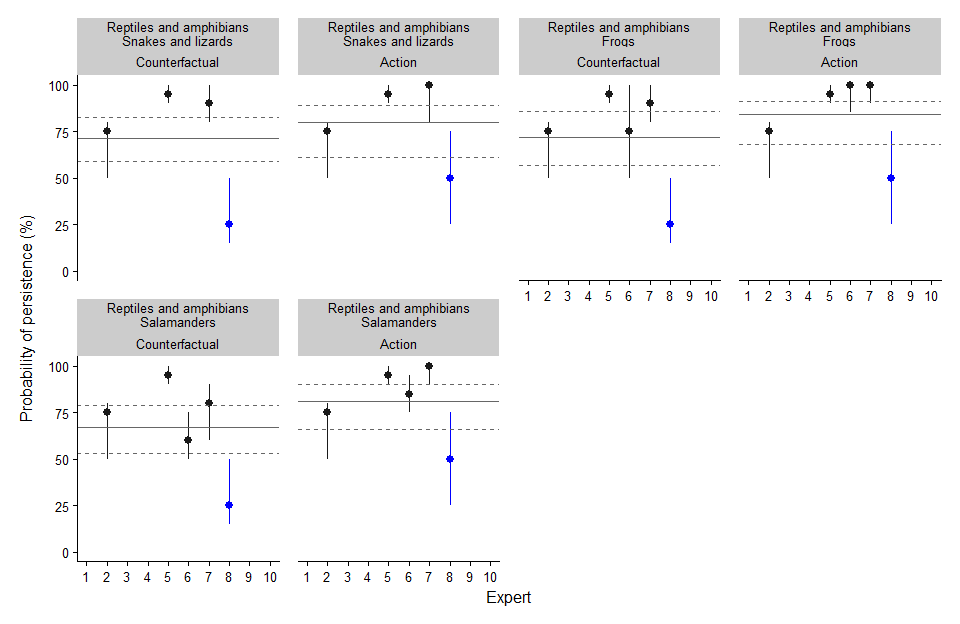 Reptiles and amphibians
Snakes and lizards
Counterfactual
Reptiles and amphibians
Snakes and lizards
Action
Reptiles and amphibians
Frogs
Counterfactual
Reptiles and amphibians
Frogs
Action
100
75
50
25
0
1 2 3 4 5 6 7 8 9 10
1 2 3 4 5 6 7 8 9 10
Probability of persistence (%)
Reptiles and amphibians
Salamanders
Counterfactual
Reptiles and amphibians
Salamanders
Action
100
75
50
25
0
1 2 3 4 5 6 7 8 9 10
1 2 3 4 5 6 7 8 9 10
Expert